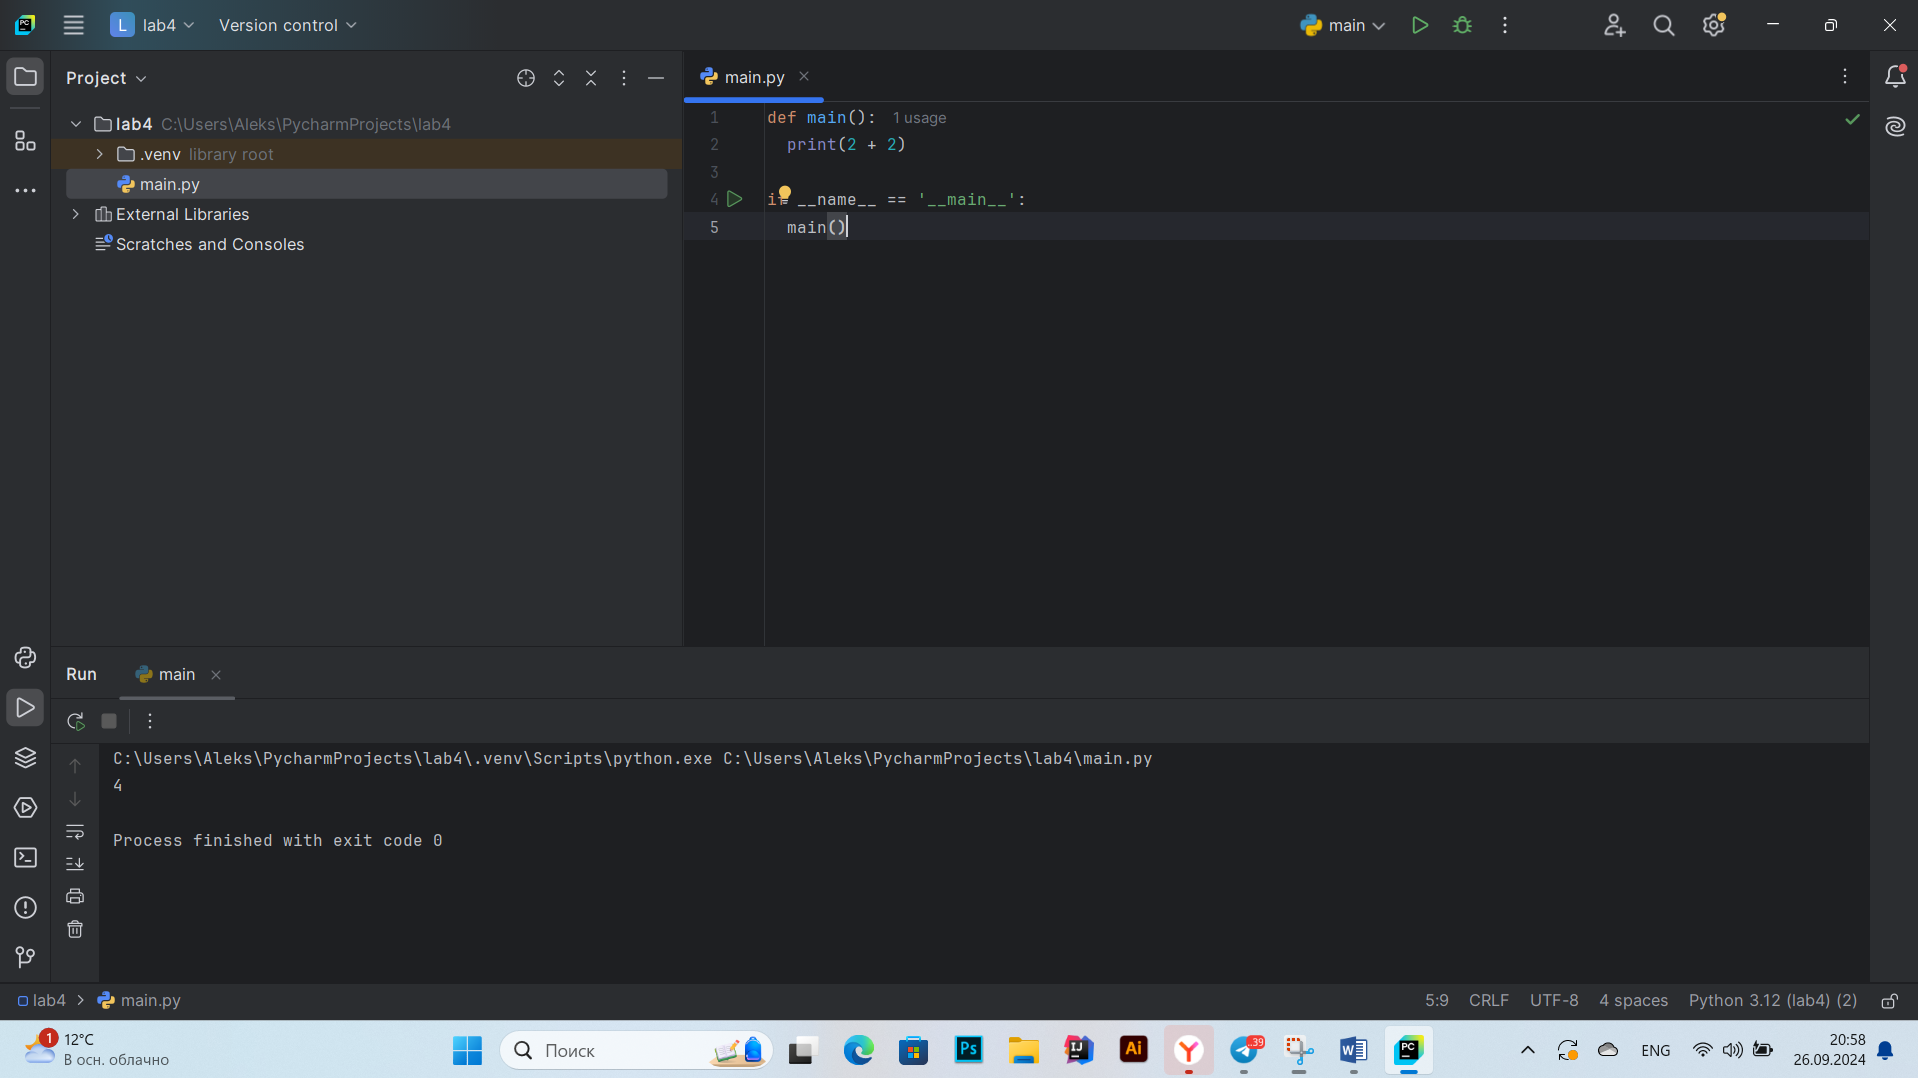 L lab4 Version control main
Project
main.py
lab4 C:\Users\Aleks\PycharmProjects\lab4
.venv library root
main.py
External Libraries
Scratches and Consoles
1 def main(): 1 usage
2 print(2 + 2)
3
4 if __name__ == '__main__':
5 main()
Run main
C:\Users\Aleks\PycharmProjects\lab4\.venv\Scripts\python.exe C:\Users\Aleks\PycharmProjects\lab4\main.py
4
Process finished with exit code 0
lab4 main.py 5:9 CRLF UTF-8 4 spaces Python 3.12 (lab4) (2)
1 12°C
В осн. облачно
Поиск
Ps
IJ
Ai
Y
..39
W
PC
ENG
20:58
26.09.2024